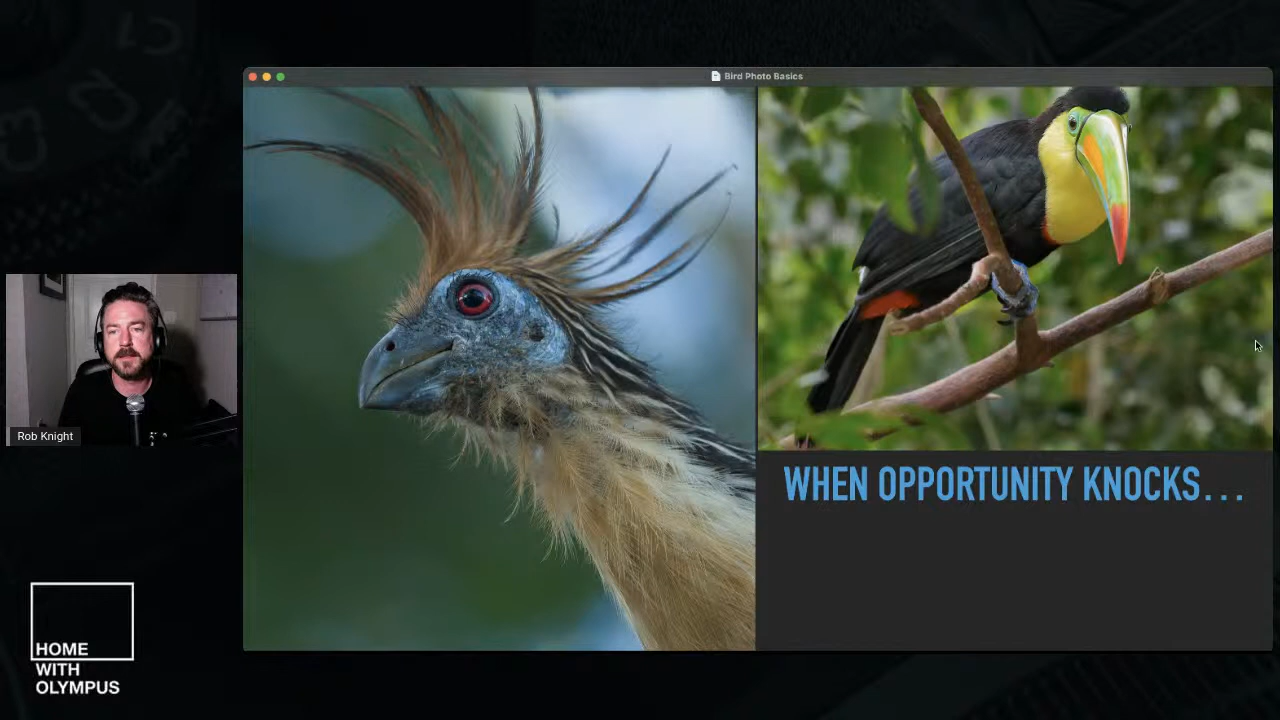 Bird Photo Basics
WHEN OPPORTUNITY KNOCKS...
Rob Knight
HOME
WITH
OLYMPUS